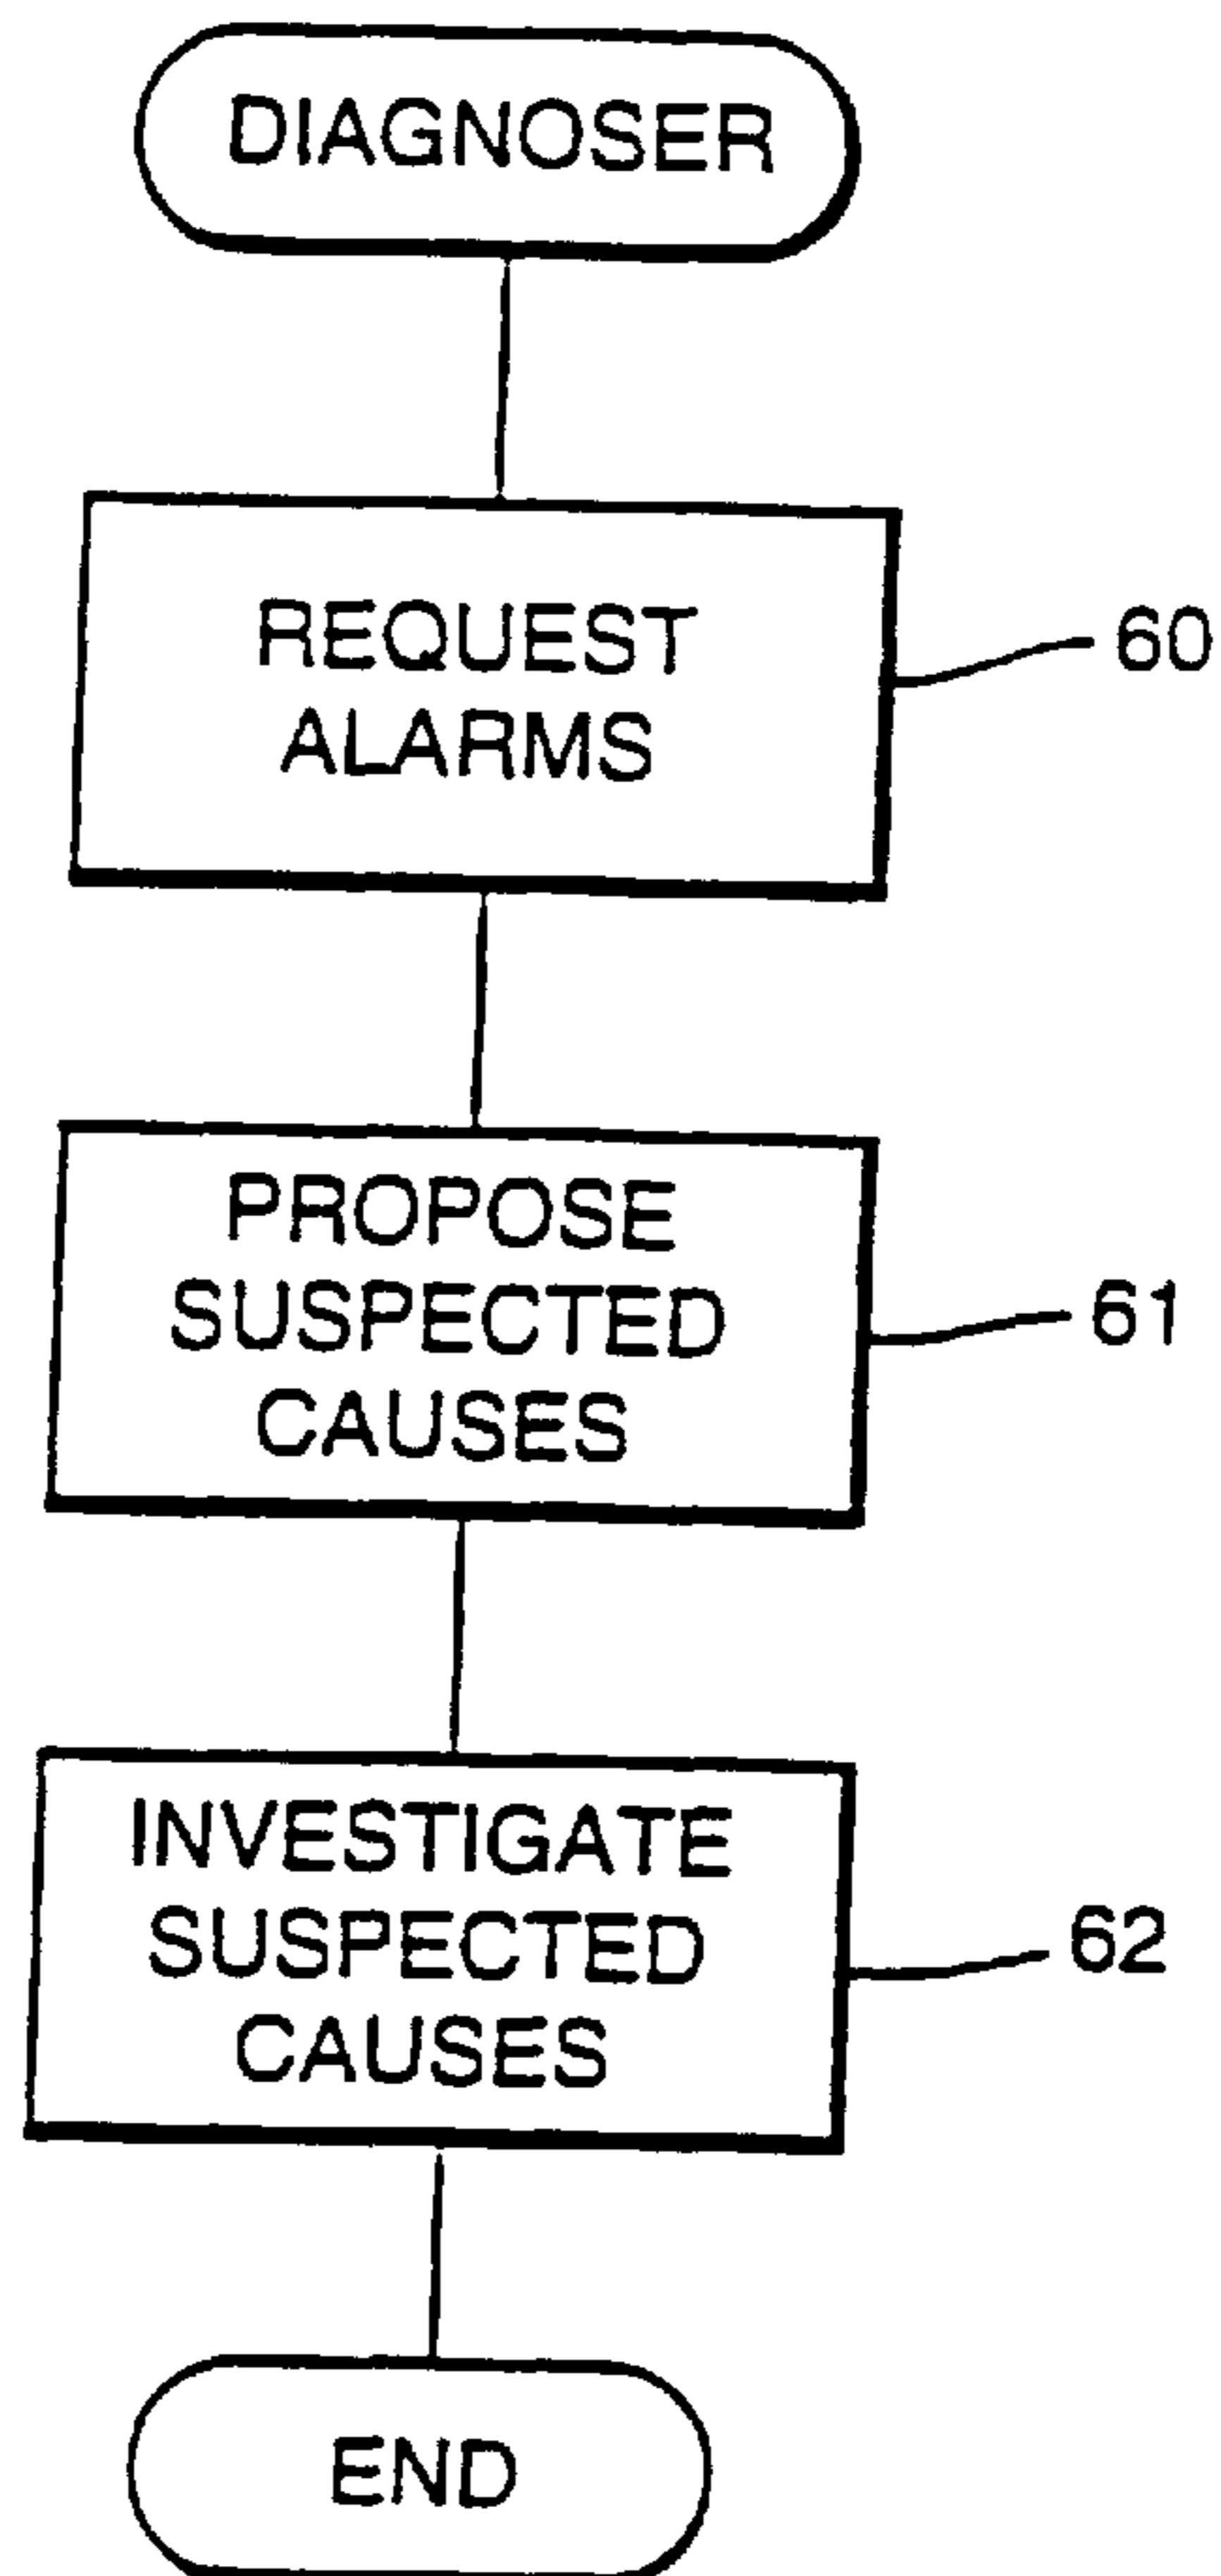 DIAGNOSER
REQUEST
ALARMS
60
PROPOSE
SUSPECTED
CAUSES
61
INVESTIGATE
SUSPECTED
CAUSES
62
END